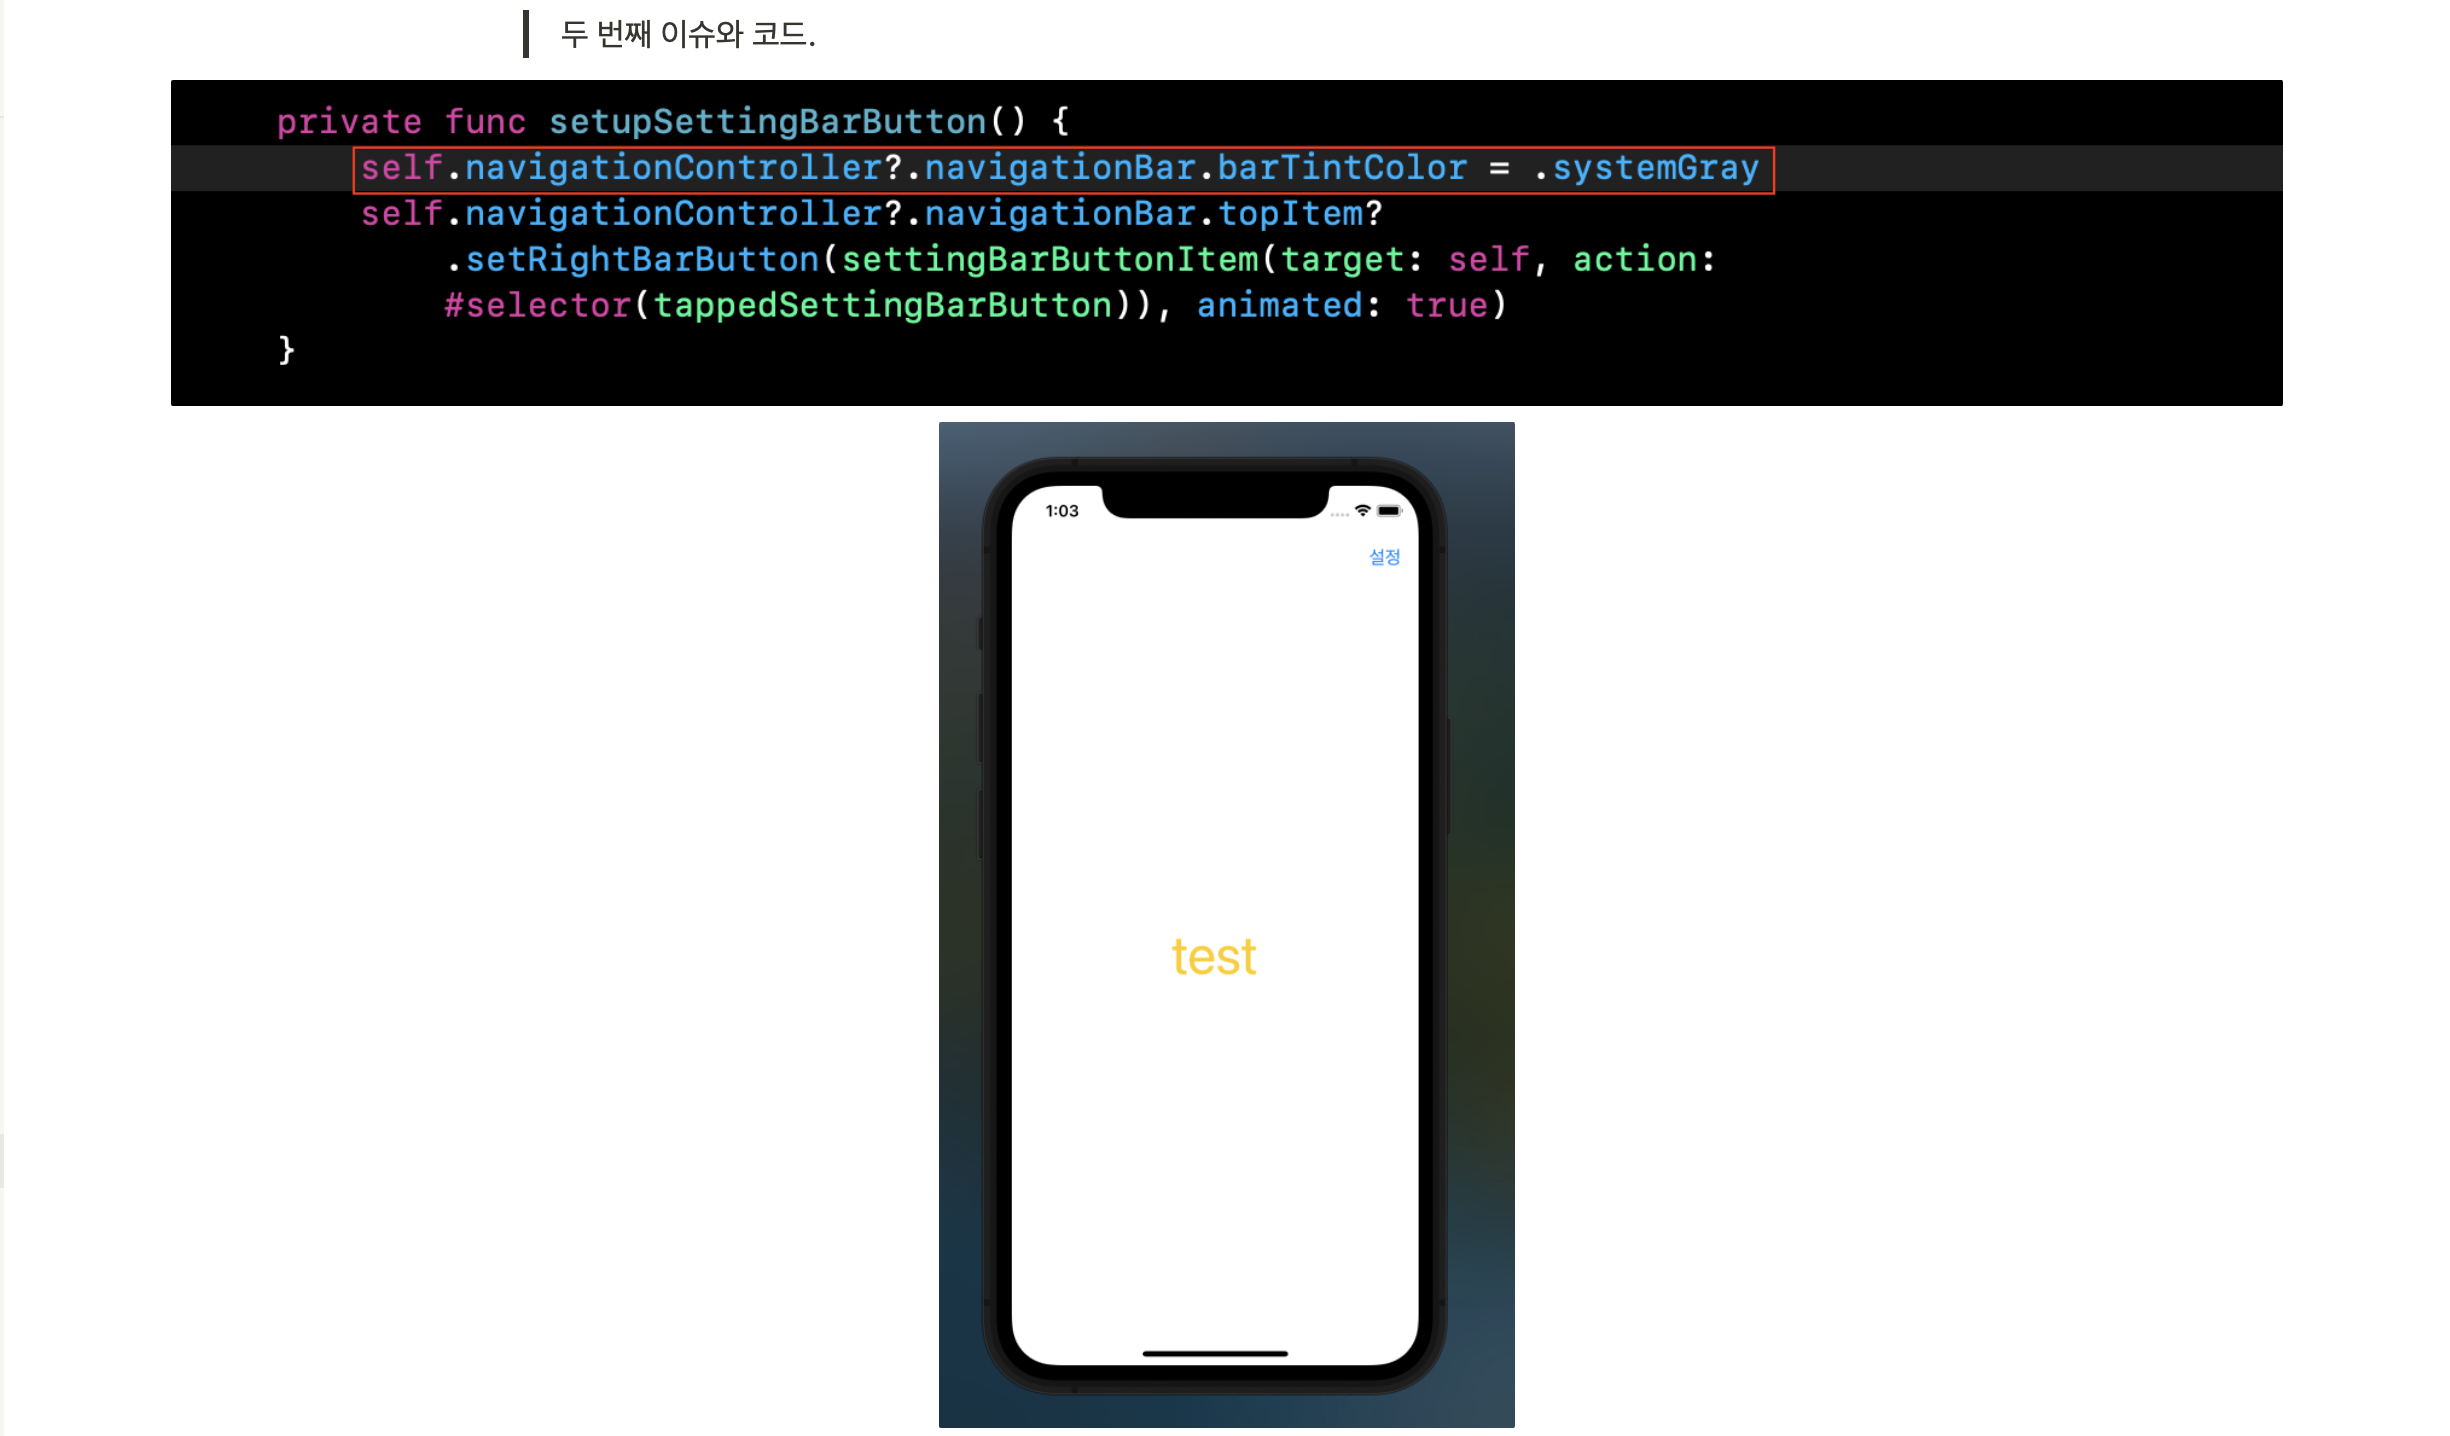 두 번째 이슈와 코드.
private func setupSettingBarButton() {
self.navigationController?.navigationBar.barTintColor = .systemGray
self.navigationController?.navigationBar.topItem?
.setRightBarButton(settingBarButtonItem(target: self, action:
#selector(tappedSettingBarButton)), animated: true)
}
1:03
설정
test